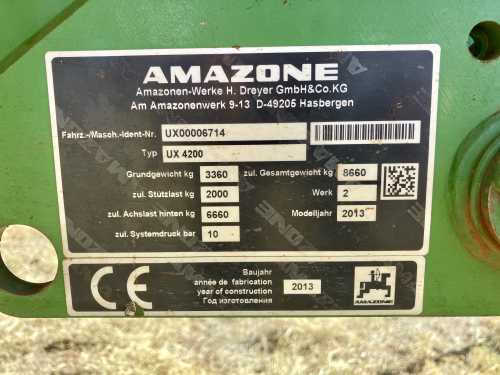 AMAZONE
Amazonen-Werke H. Dreyer GmbH&Co.KG
Am Amazonenwerk 9-13 D-49205 Hasbergen
Fahrz.-/Masch.-Ident-Nr. UX00006714
Typ UX 4200
Grundgewicht kg 3360 zul. Gesamtgewicht kg 8660
zul. Stützlast kg 2000 Werk 2
zul. Achslast hinten kg 6660 Modelljahr 2013
zul. Systemdruck bar 10
CE
Baujahr
année de fabrication
year of construction
Год изготовления
2013
AMAZONE